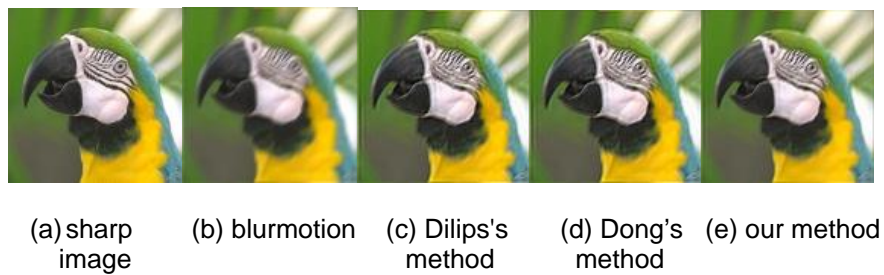 (a) sharp image
(b) blurmotion
(c) Dilips's method
(d) Dong’s method
(e) our method